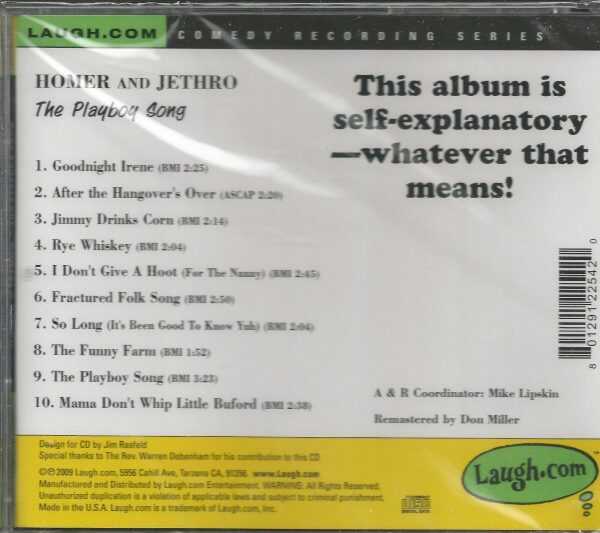 LAUGH.COM COMEDY RECORDING SERIES
HOMER AND JETHRO
The Playboy Song
This album is
self-explanatory
—whatever that
means!
1. Goodnight Irene (BMI 2:25)
2. After the Hangover's Over (ASCAP 2:20)
3. Jimmy Drinks Corn (BMI 2:14)
4. Rye Whiskey (BMI 2:04)
5. I Don't Give A Hoot (For The Nanny) (BMI 2:45)
6. Fractured Folk Song (BMI 2:50)
7. So Long (It's Been Good To Know Yuh) (BMI 2:04)
8. The Funny Farm (BMI 1:52)
9. The Playboy Song (BMI 3:23)
10. Mama Don't Whip Little Buford (BMI 2:38)
8 01291 22542 0
A & R Coordinator: Mike Lipskin
Remastered by Don Miller
Design for CD by Jim Rasfeld
Special thanks to The Rev. Warren Debenham for his contribution to this CD
©℗2009 Laugh.com, 5956 Cahill Ave, Tarzana CA, 91356 www.Laugh.com
Manufactured and Distributed by Laugh.com Entertainment. WARNING: All Rights Reserved.
Unauthorized duplication is a violation of applicable laws and subject to criminal punishment.
Made in the U.S.A. Laugh.com is a Trademark of Laugh.com, Inc.
Laugh.com